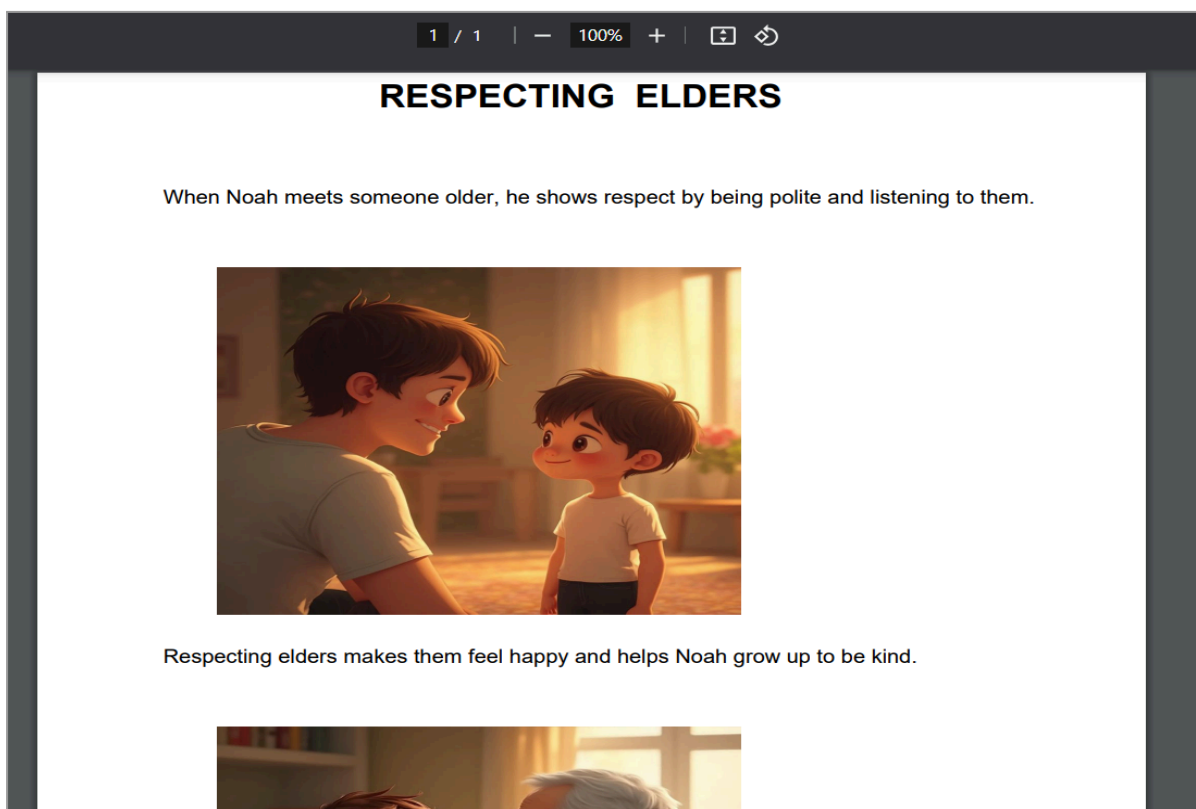 1 / 1 | — 100% + |
RESPECTING ELDERS
When Noah meets someone older, he shows respect by being polite and listening to them.
Respecting elders makes them feel happy and helps Noah grow up to be kind.